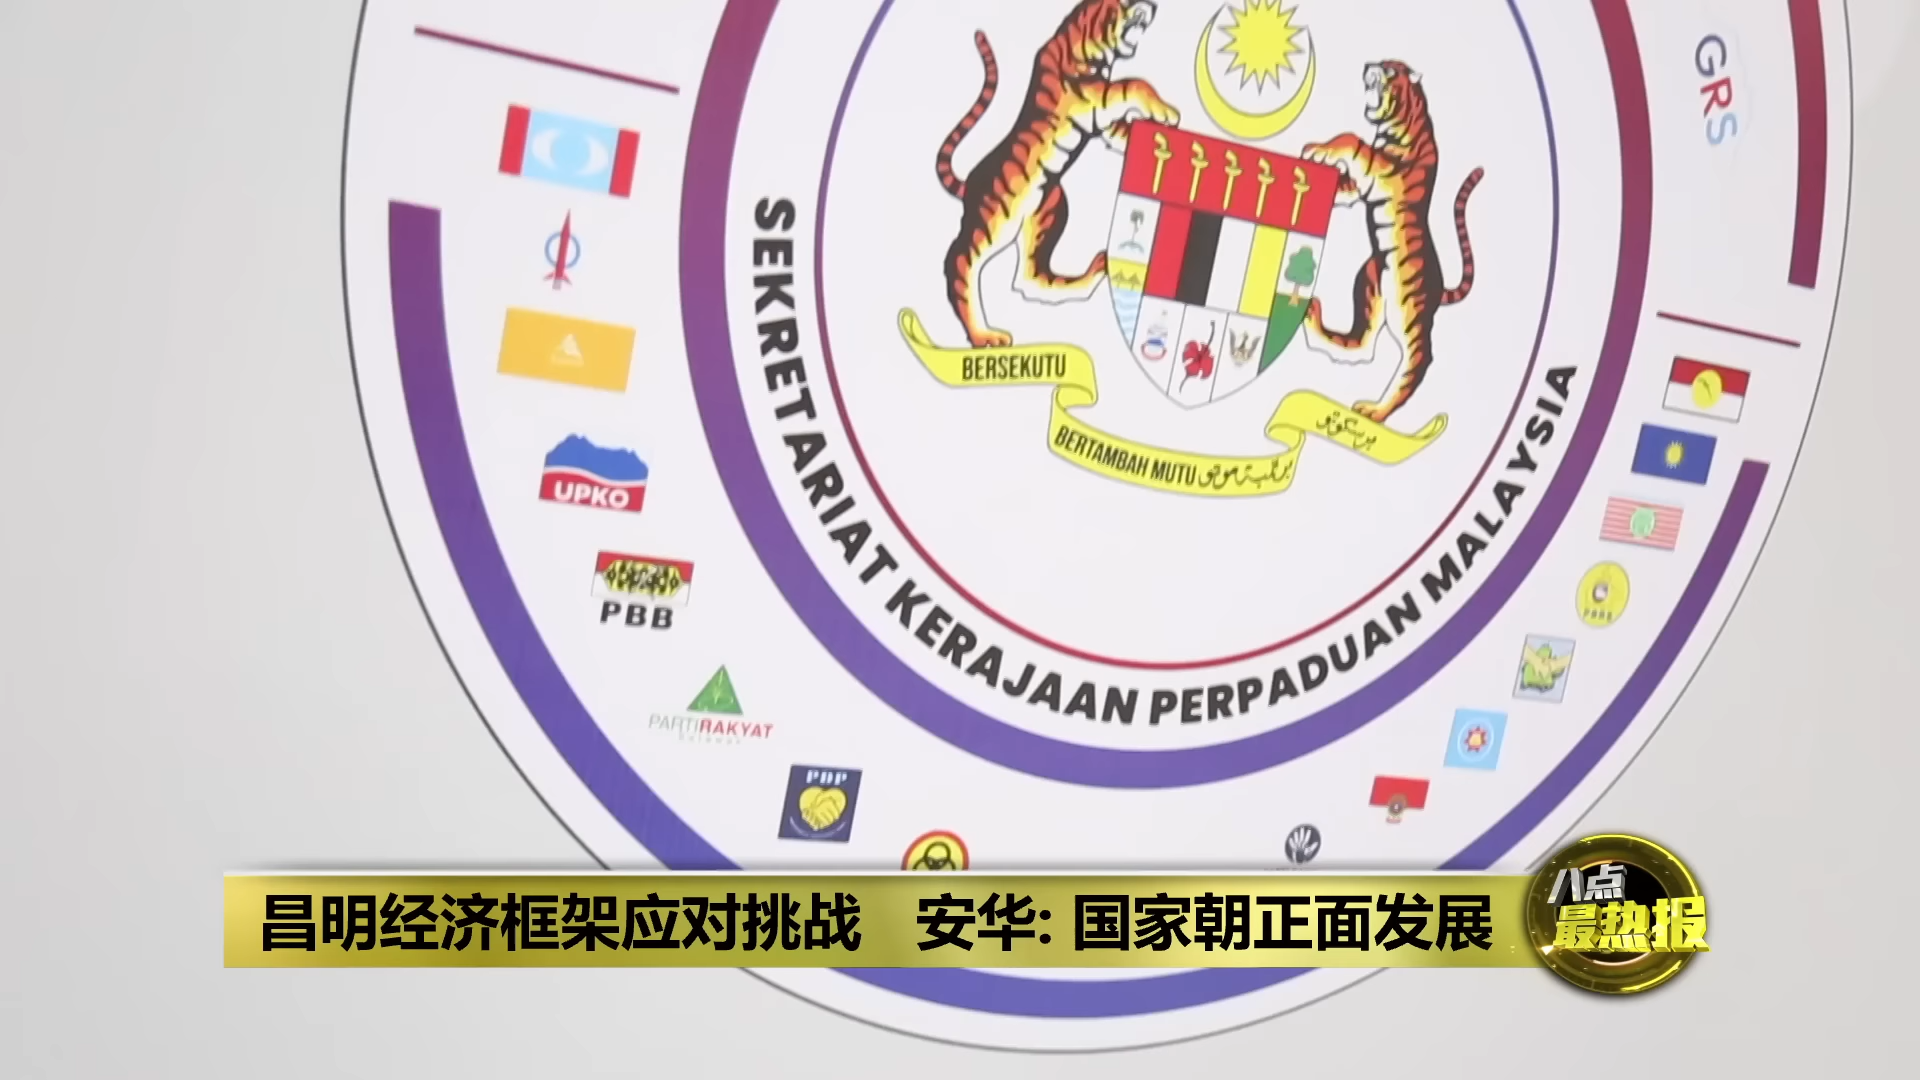 GRS
BERSEKUTU
BERTAMBAH MUTU
SEKRETARIAT KERAJAAN PERPADUAN MALAYSIA
UPKO
PBB
PARTI RAKYAT
PDP
昌明经济框架应对挑战 安华: 国家朝正面发展
八点
最热报